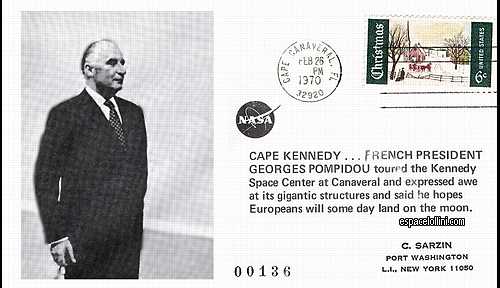 CAPE CANAVERAL, FL
FEB 26
PM
1970
32920
Christmas
6c
UNITED STATES
NASA
CAPE KENNEDY . . . FRENCH PRESIDENT
GEORGES POMPIDOU toured the Kennedy
Space Center at Canaveral and expressed awe
at its gigantic structures and said he hopes
Europeans will some day land on the moon.
espacelollini.com
C. SARZIN
PORT WASHINGTON
L.I., NEW YORK 11050
00136